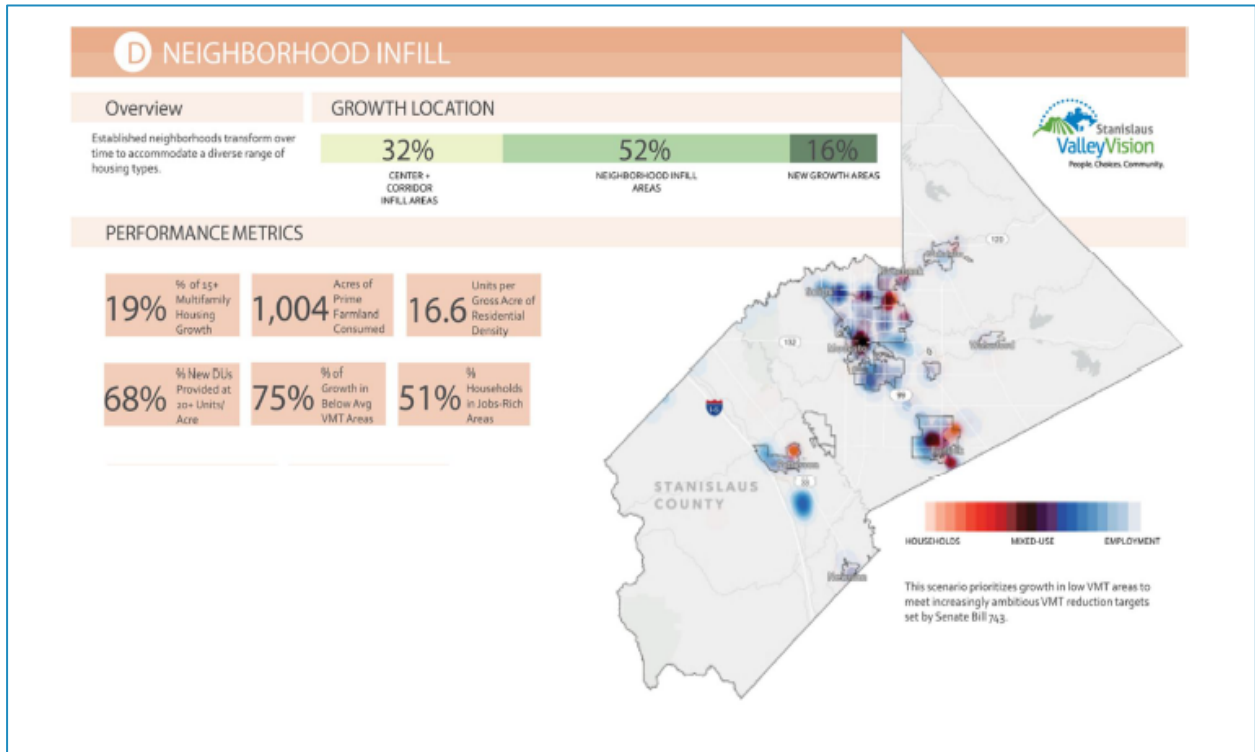 D NEIGHBORHOOD INFILL
Overview
Established neighborhoods transform over
time to accommodate a diverse range of
housing types.
GROWTH LOCATION
32%
CENTER +
CORRIDOR
INFILL AREAS
52%
NEIGHBORHOOD INFILL
AREAS
16%
NEW GROWTH AREAS
Stanislaus
ValleyVision
People. Choices. Community.
PERFORMANCE METRICS
19%
% of 15+
Multifamily
Housing
Growth
1,004
Acres of
Prime
Farmland
Consumed
16.6
Units per
Gross Acre of
Residential
Density
68%
% New DUs
Provided at
20+ Units/
Acre
75%
% of
Growth in
Below Avg
VMT Areas
51%
%
Households
in Jobs-Rich
Areas
120
132
Waterford
99
33
STANISLAUS
COUNTY
Newman
HOUSEHOLDS
MIXED-USE
EMPLOYMENT
This scenario prioritizes growth in low VMT areas to
meet increasingly ambitious VMT reduction targets
set by Senate Bill 743.